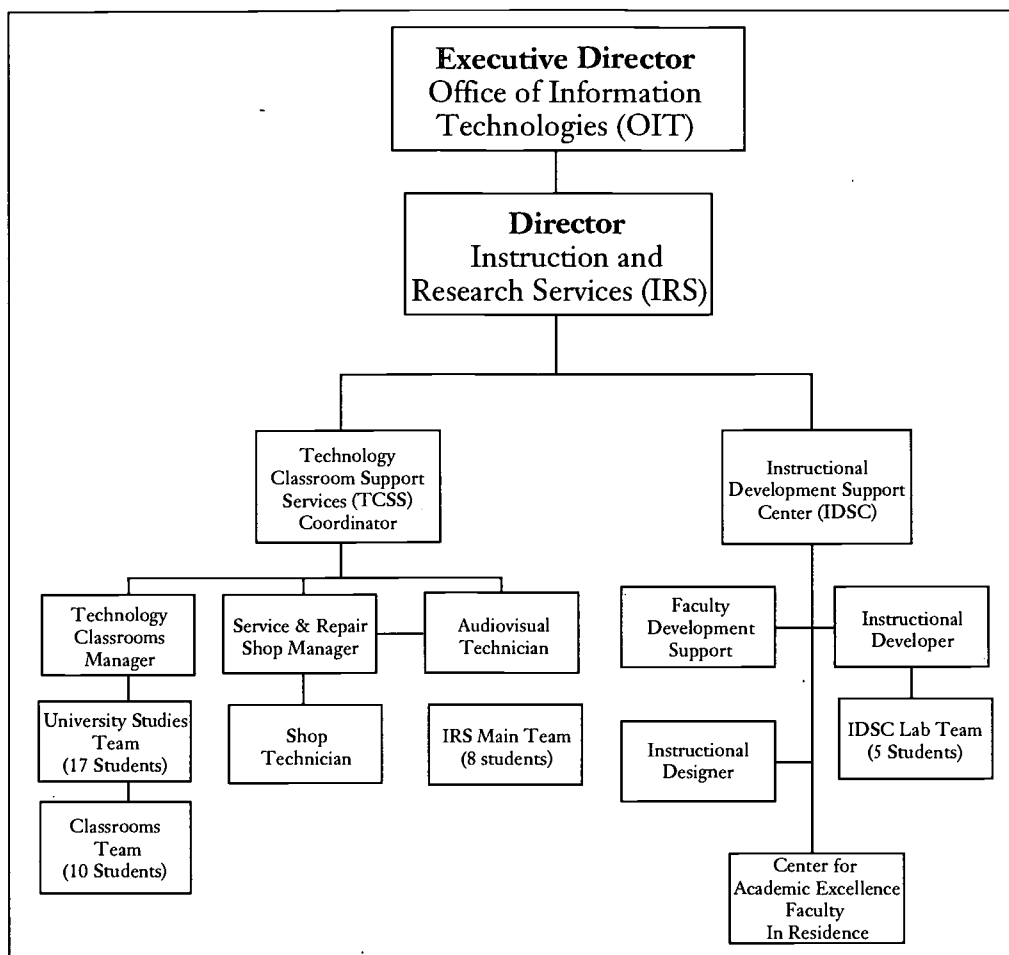 Executive Director
Office of Information
Technologies (OIT)
Director
Instruction and
Research Services (IRS)
Technology
Classroom Support
Services (TCSS)
Coordinator
Instructional
Development Support
Center (IDSC)
Technology
Classrooms
Manager
Service & Repair
Shop Manager
Audiovisual
Technician
Faculty
Development
Support
Instructional
Developer
University Studies
Team
(17 Students)
Shop
Technician
IRS Main Team
(8 students)
Instructional
Designer
IDSC Lab Team
(5 Students)
Classrooms
Team
(10 Students)
Center for
Academic Excellence
Faculty
In Residence